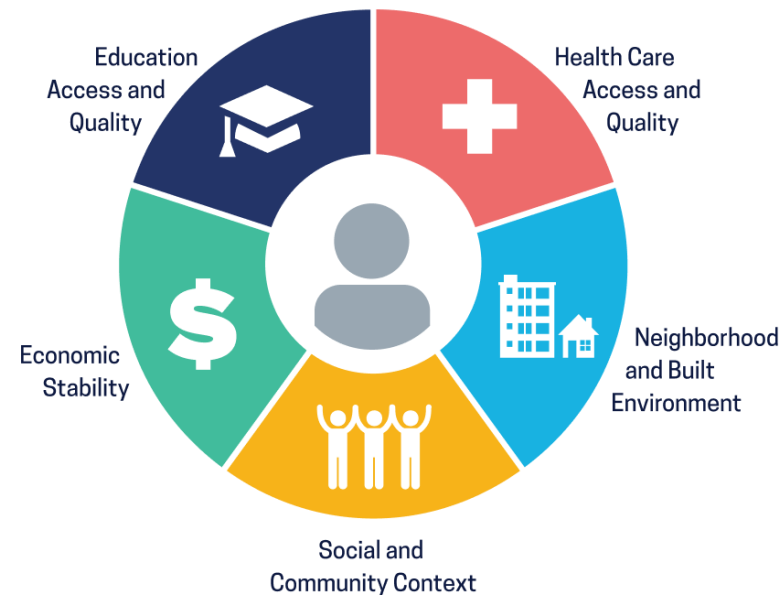 Education
Access and
Quality
Health Care
Access and
Quality
Neighborhood
and Built
Environment
Social and
Community Context
Economic
Stability
$